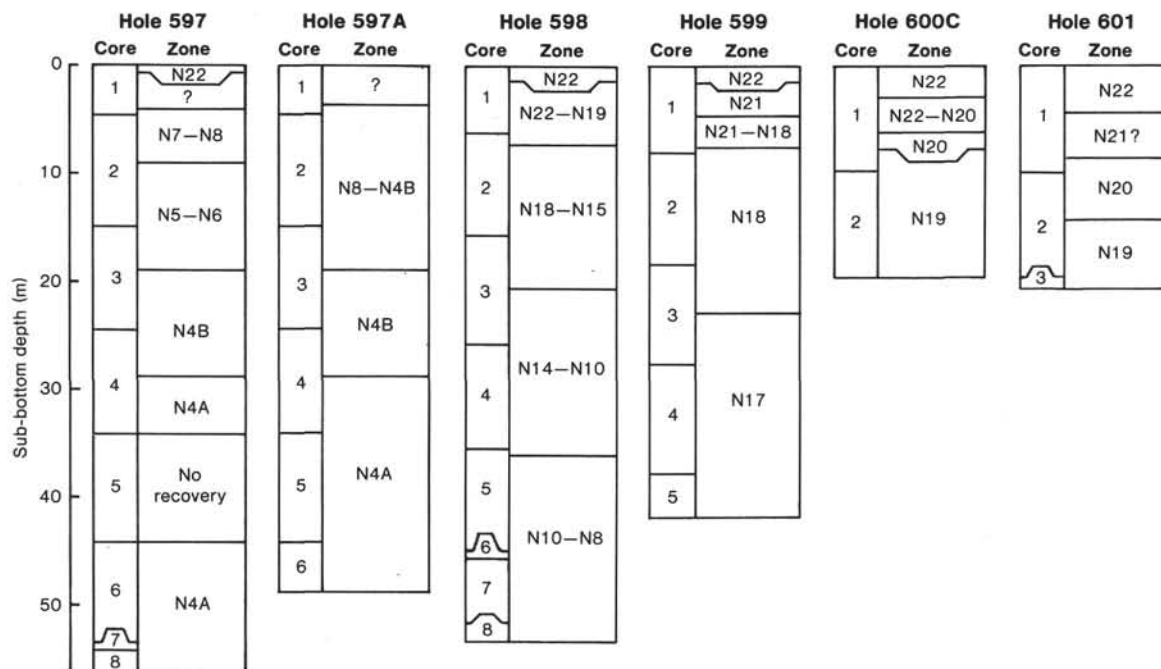 Hole 597
Hole 597A
Hole 598
Hole 599
Hole 600C
Hole 601
Core Zone
Core Zone
Core Zone
Core Zone
Core Zone
Core Zone
Sub-bottom depth (m)
0
10
20
30
40
50
1
2
3
4
5
6
7
8
N22
?
N7–N8
N5–N6
N4B
N4A
No
recovery
N4A
1
2
3
4
5
6
?
N8–N4B
N4B
N4A
1
2
3
4
5
6
7
8
N22
N22–N19
N18–N15
N14–N10
N10–N8
1
2
3
4
5
N22
N21
N21–N18
N18
N17
1
2
N22
N22–N20
N20
N19
1
2
3
N22
N21?
N20
N19